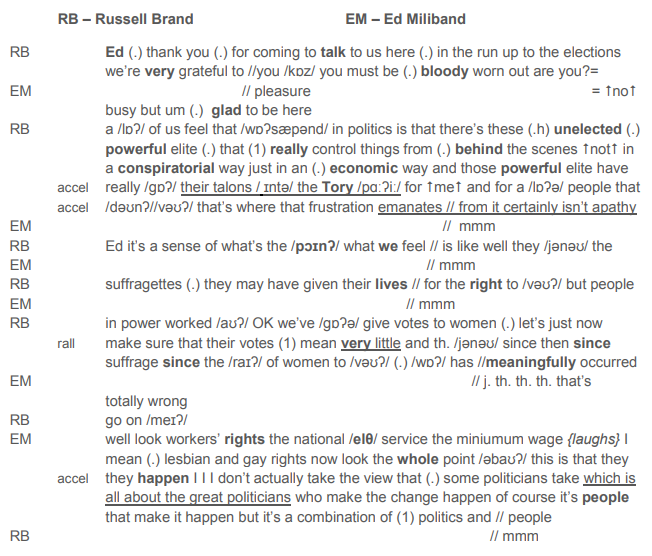 RB – Russell Brand EM – Ed Miliband
RB Ed (.) thank you (.) for coming to talk to us here (.) in the run up to the elections
we’re very grateful to //you /kɒz/ you must be (.) bloody worn out are you?=
EM // pleasure = ↑no↑
busy but um (.) glad to be here
RB a /lɒʔ/ of us feel that /wɒʔsæpənd/ in politics is that there’s these (.h) unelected (.)
powerful elite (.) that (1) really control things from (.) behind the scenes ↑not↑ in
a conspiratorial way just in an (.) economic way and those powerful elite have
accel really /gɒʔ/ their talons /ɪntə/ the Tory /pɑːʔiː/ for ↑me↑ and for a /lɒʔə/ people that
accel /dəʊnʔ//vəʊʔ/ that’s where that frustration emanates // from it certainly isn’t apathy
EM // mmm
RB Ed it’s a sense of what’s the /pɔɪnʔ/ what we feel // is like well they /jənəʊ/ the
EM // mmm
RB suffragettes (.) they may have given their lives // for the right to /vəʊʔ/ but people
EM // mmm
RB in power worked /aʊʔ/ OK we’ve /gɒʔə/ give votes to women (.) let’s just now
rall make sure that their votes (1) mean very little and th. /jənəʊ/ since then since
suffrage since the /raɪʔ/ of women to /vəʊʔ/ (.) /wɒʔ/ has //meaningfully occurred
EM // j. th. th. th. that’s
totally wrong
RB go on /meɪʔ/
EM well look workers’ rights the national /elθ/ service the miniumum wage {laughs} I
mean (.) lesbian and gay rights now look the whole point /əbaʊʔ/ this is that they
accel they happen I I I don’t actually take the view that (.) some politicians take which is
all about the great politicians who make the change happen of course it’s people
that make it happen but it’s a combination of (1) politics and // people
RB // mmm